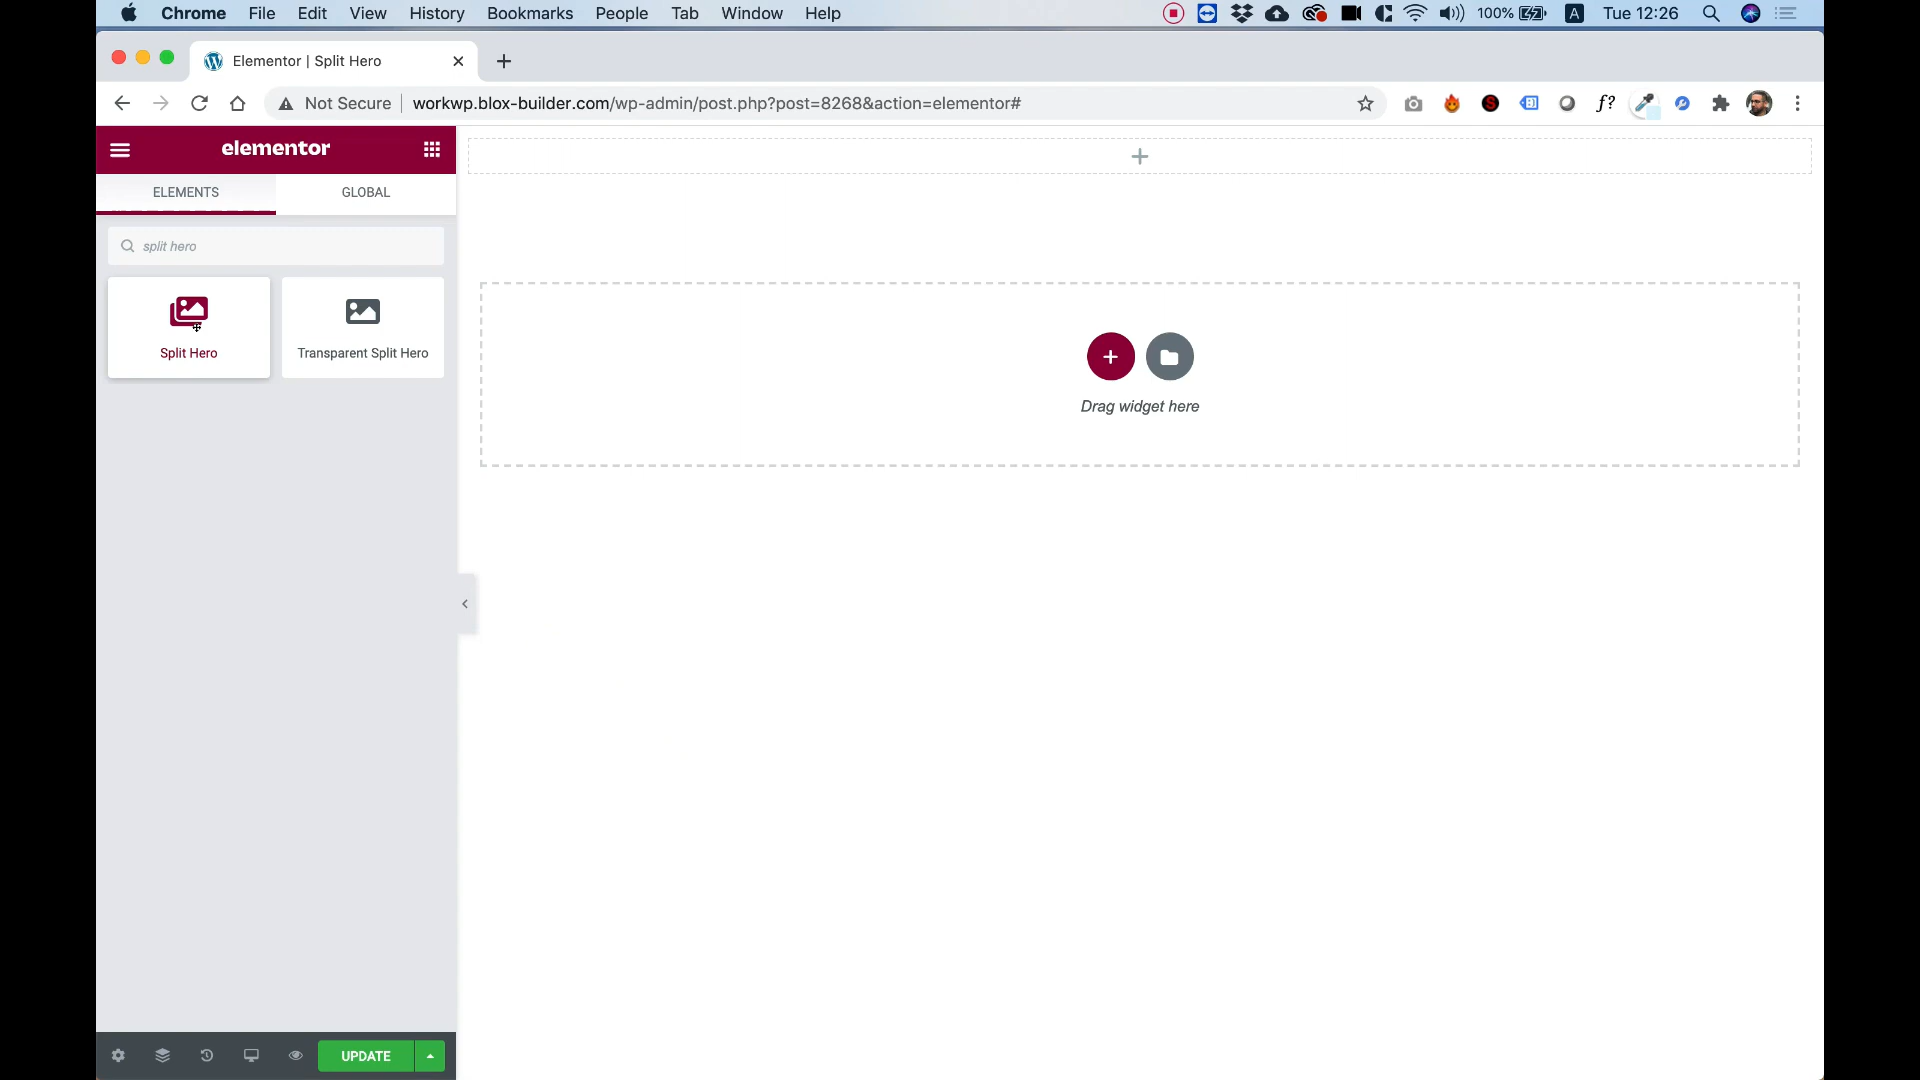 Chrome File Edit View History Bookmarks People Tab Window Help 100% A Tue 12:26
Elementor | Split Hero
Not Secure workwp.blox-builder.com/wp-admin/post.php?post=8268&action=elementor# S f?
elementor
ELEMENTS GLOBAL
split hero
Split Hero Transparent Split Hero
Drag widget here
UPDATE